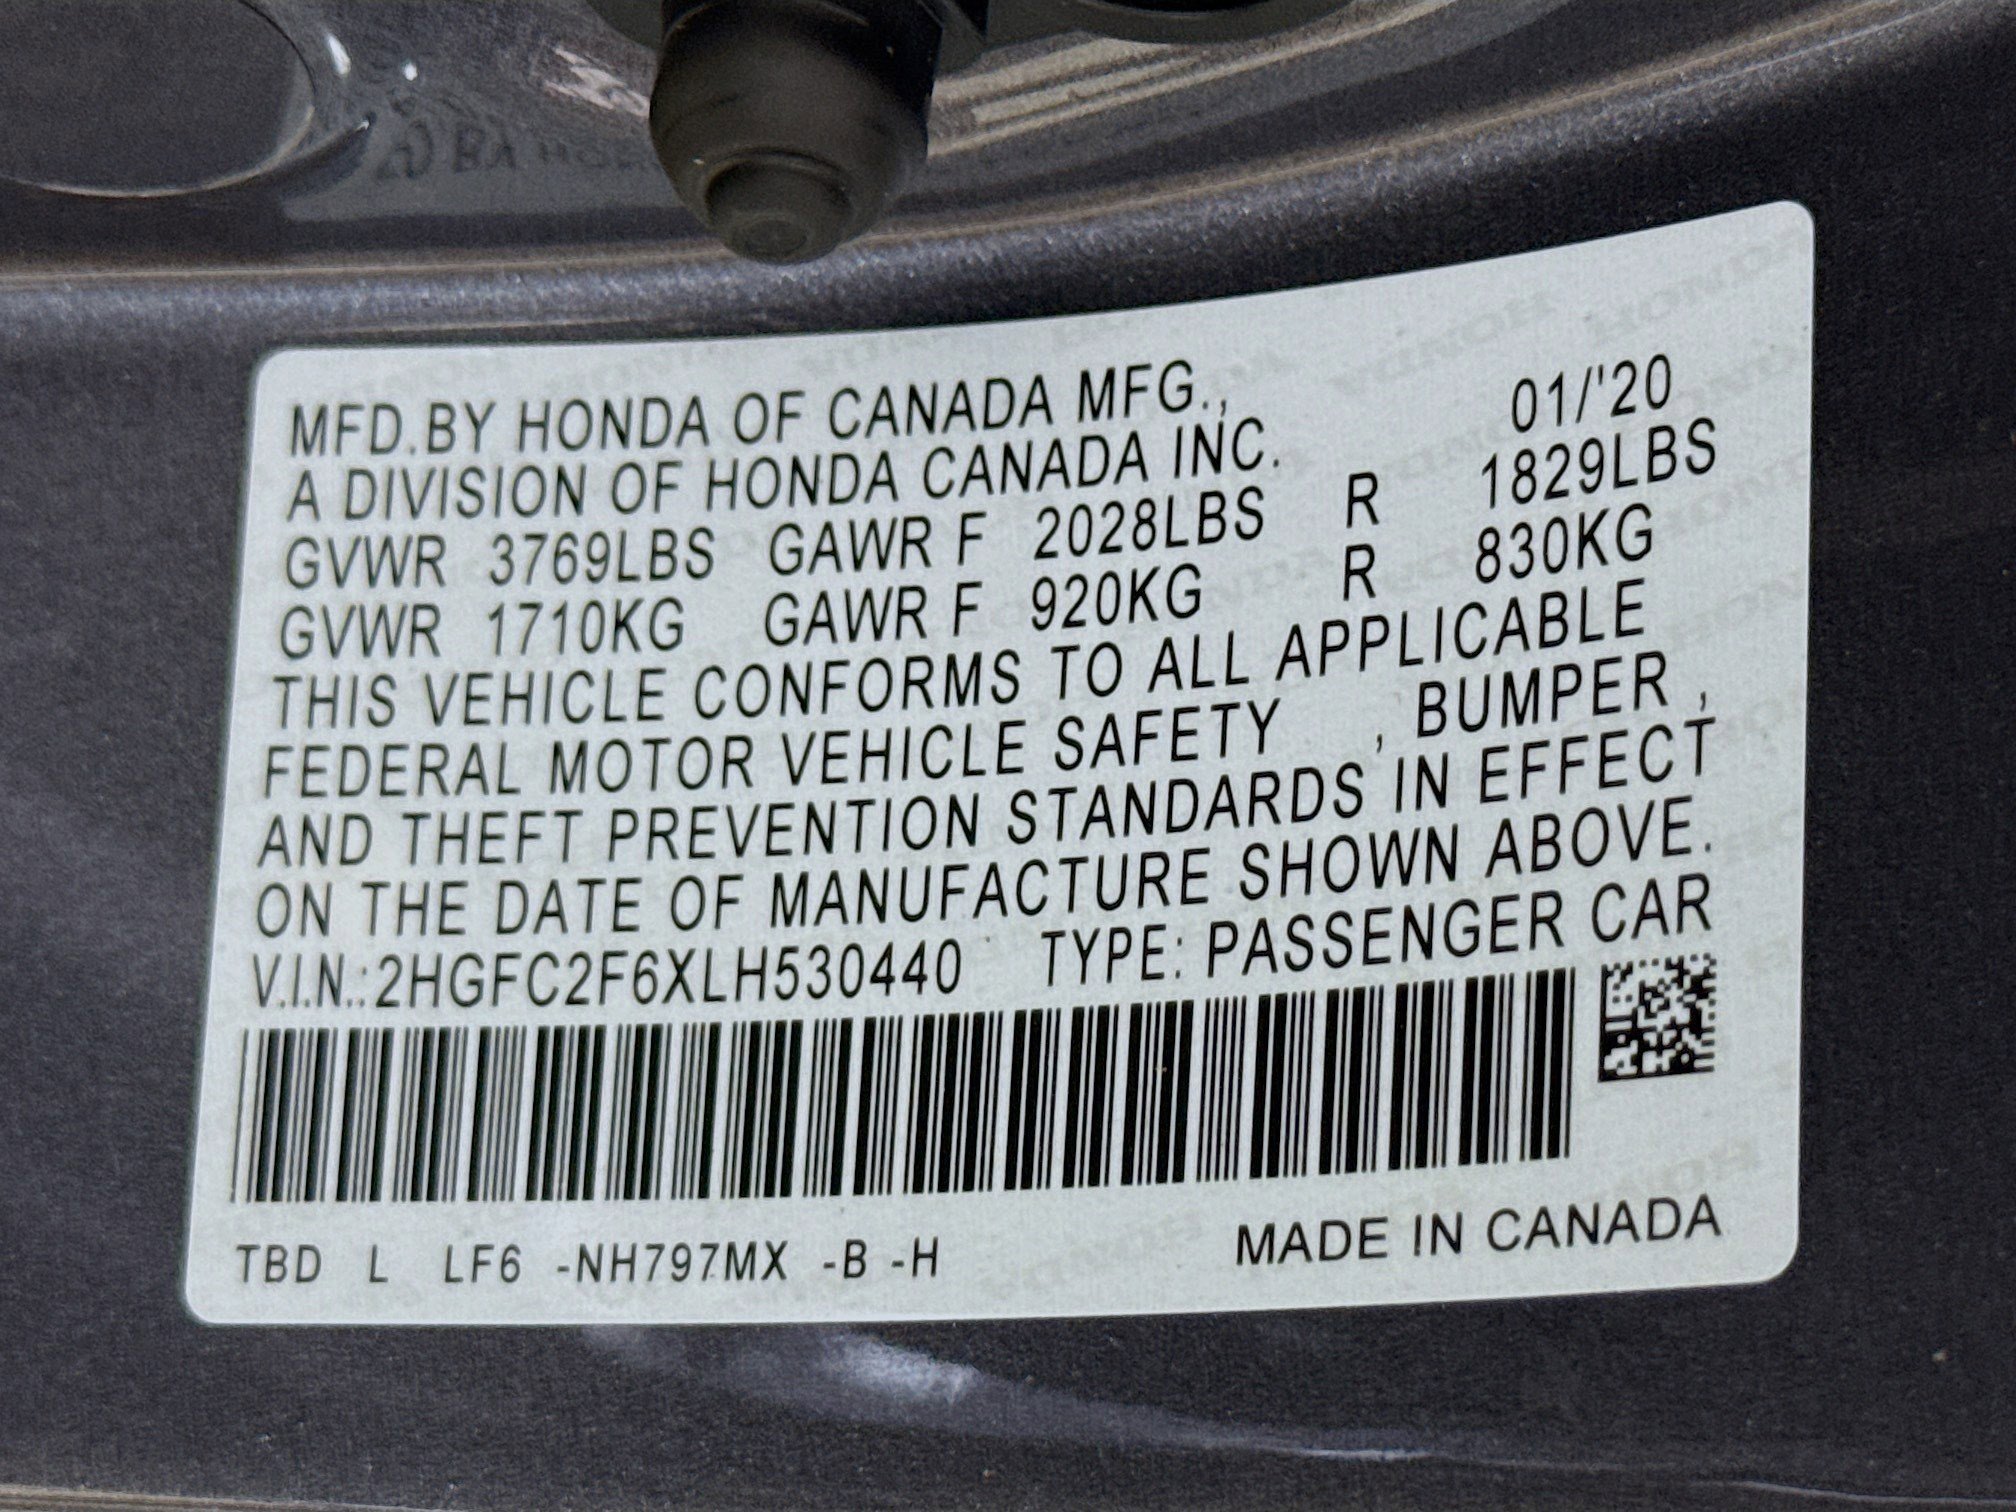 MFD.BY HONDA OF CANADA MFG., 01/'20
A DIVISION OF HONDA CANADA INC.
GVWR 3769LBS GAWR F 2028LBS R 1829LBS
GVWR 1710KG GAWR F 920KG R 830KG
THIS VEHICLE CONFORMS TO ALL APPLICABLE
FEDERAL MOTOR VEHICLE SAFETY , BUMPER ,
AND THEFT PREVENTION STANDARDS IN EFFECT
ON THE DATE OF MANUFACTURE SHOWN ABOVE.
V.I.N.:2HGFC2F6XLH530440 TYPE: PASSENGER CAR
TBD L LF6 -NH797MX -B -H MADE IN CANADA